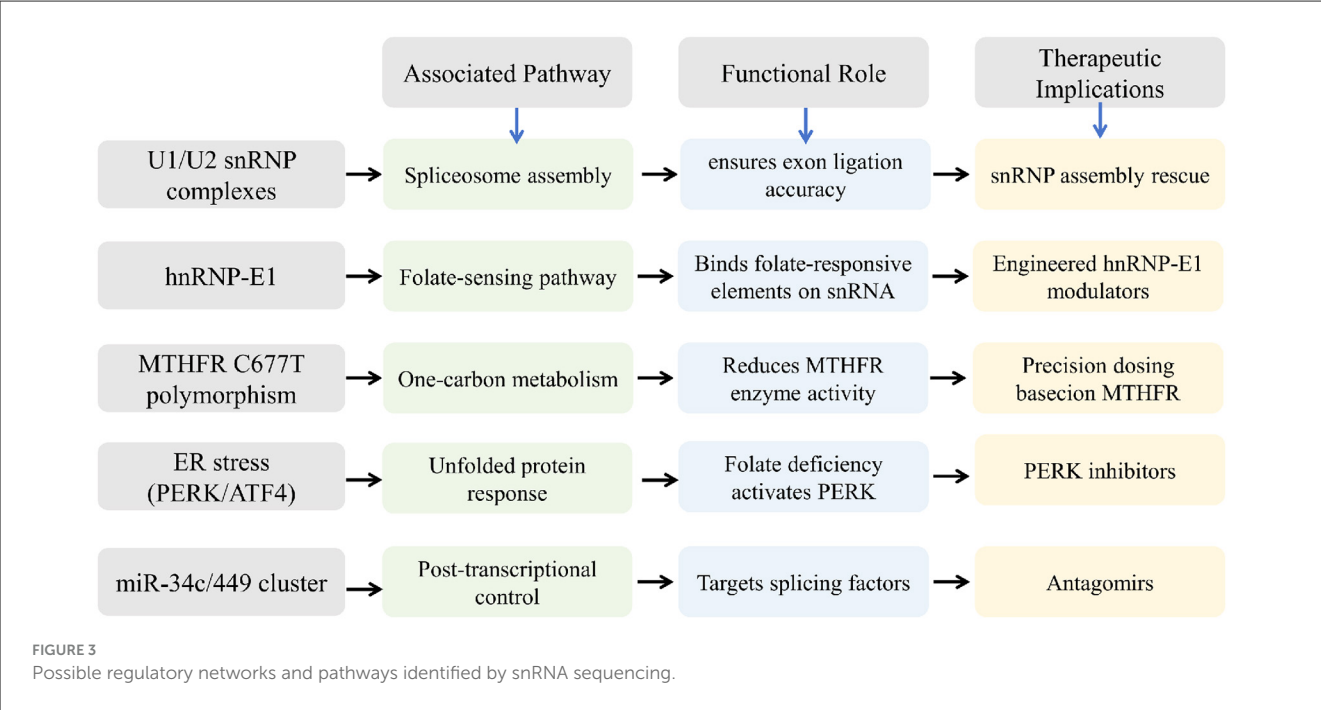 Associated Pathway
Functional Role
Therapeutic
Implications
U1/U2 snRNP
complexes
Spliceosome assembly
ensures exon ligation
accuracy
snRNP assembly rescue
hnRNP-E1
Folate-sensing pathway
Binds folate-responsive
elements on snRNA
Engineered hnRNP-E1
modulators
MTHFR C677T
polymorphism
One-carbon metabolism
Reduces MTHFR
enzyme activity
Precision dosing
basecion MTHFR
ER stress
(PERK/ATF4)
Unfolded protein
response
Folate deficiency
activates PERK
PERK inhibitors
miR-34c/449 cluster
Post-transcriptional
control
Targets splicing factors
Antagomirs
FIGURE 3
Possible regulatory networks and pathways identified by snRNA sequencing.